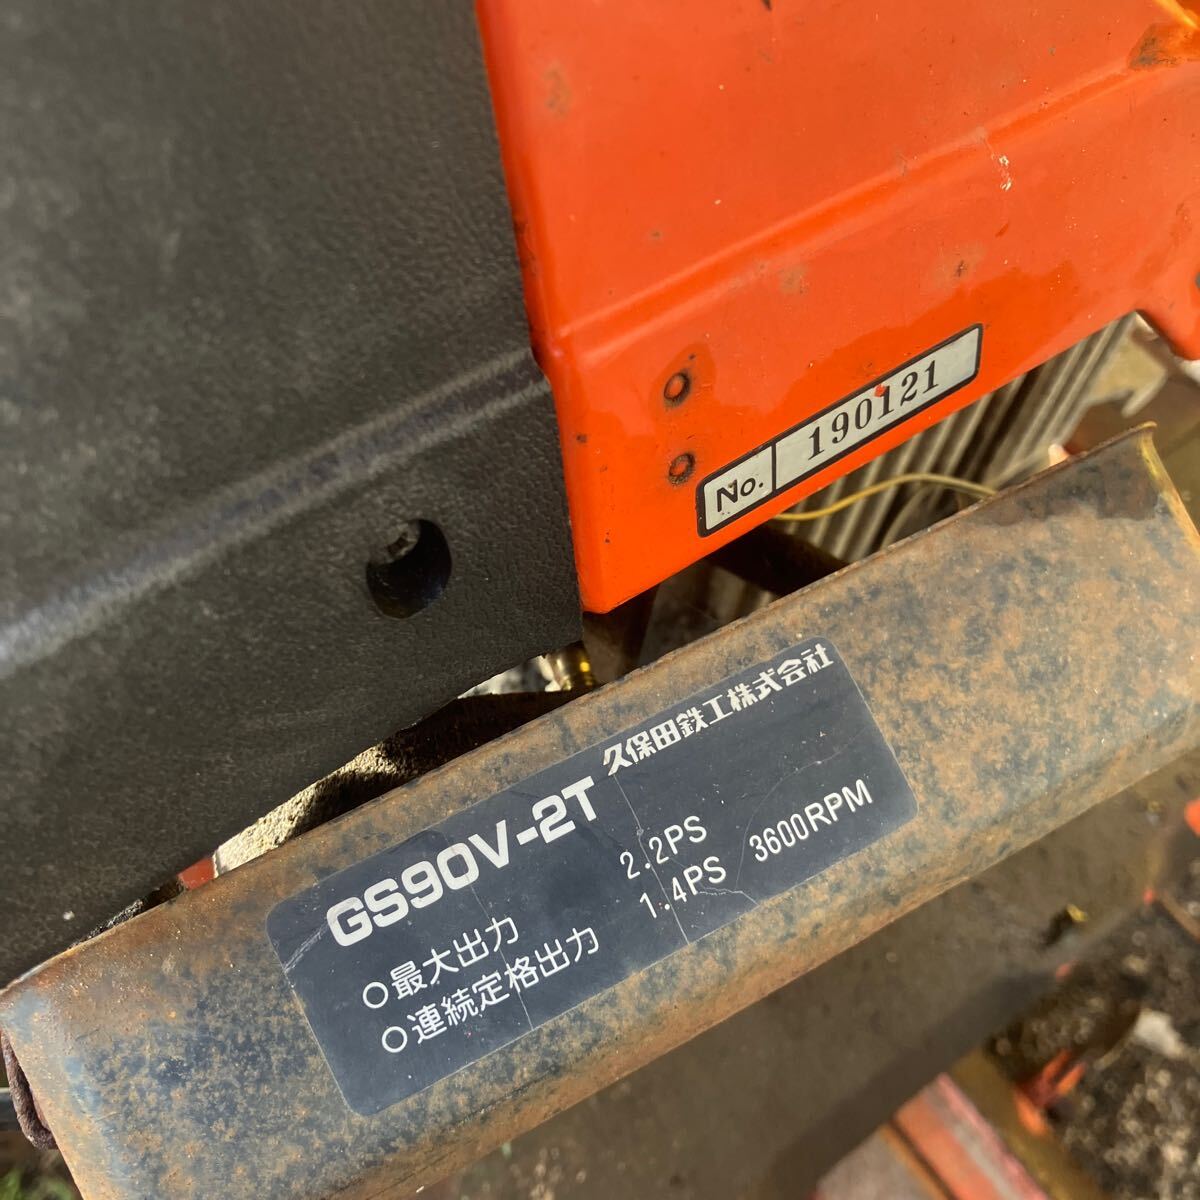 No. 190121
久保田鉄工株式会社
GS90V-2T
○最大出力 2.2PS
○連続定格出力 1.4PS 3600RPM